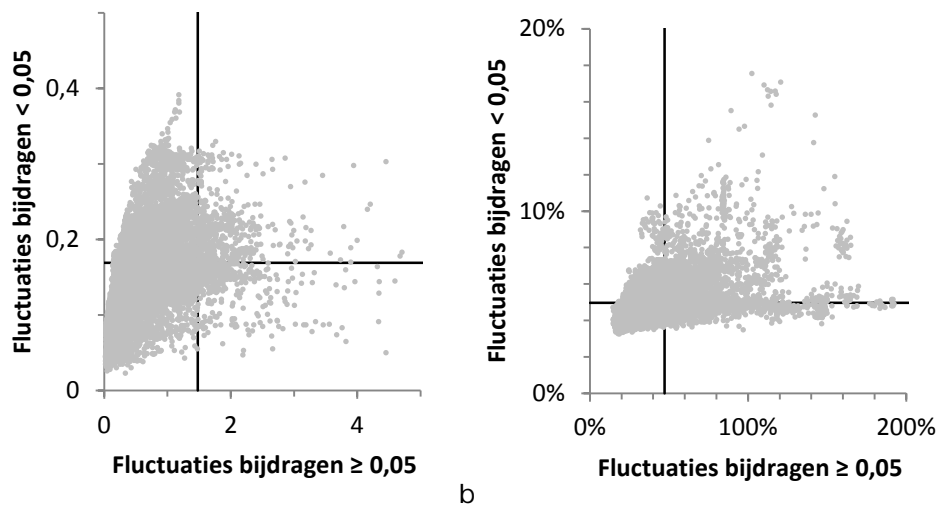 Fluctuaties bijdragen < 0,05
0,4
0,2
0
0
2
4
Fluctuaties bijdragen ≥ 0,05
Fluctuaties bijdragen < 0,05
20%
10%
0%
0%
100%
200%
Fluctuaties bijdragen ≥ 0,05
b